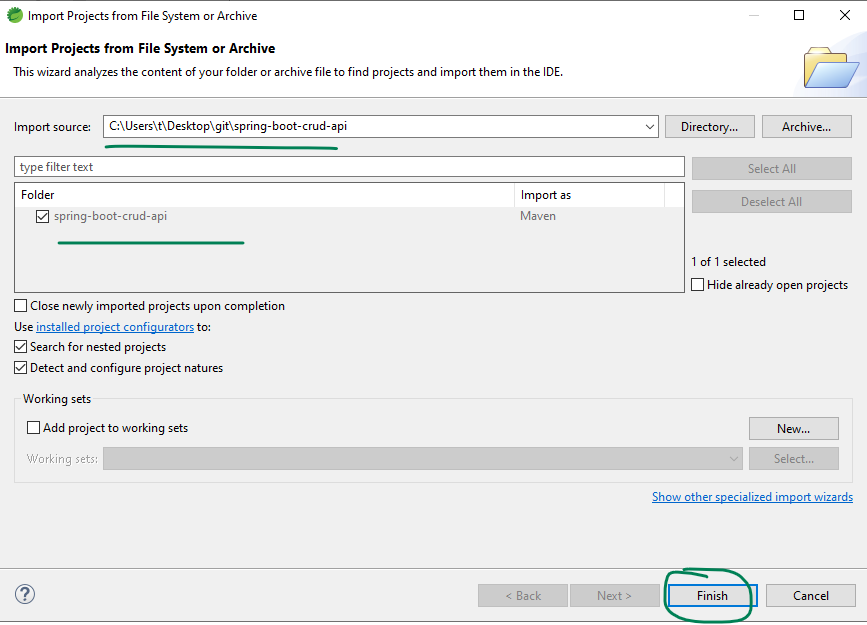 Import Projects from File System or Archive
Import Projects from File System or Archive
This wizard analyzes the content of your folder or archive file to find projects and import them in the IDE.
Import source: C:\Users\t\Desktop\git\spring-boot-crud-api Directory... Archive...
type filter text Select All
Folder Import as Deselect All
spring-boot-crud-api Maven
1 of 1 selected
Hide already open projects
Close newly imported projects upon completion
Use installed project configurators to:
Search for nested projects
Detect and configure project natures
Working sets
Add project to working sets New...
Working sets: Select...
Show other specialized import wizards
? < Back Next > Finish Cancel